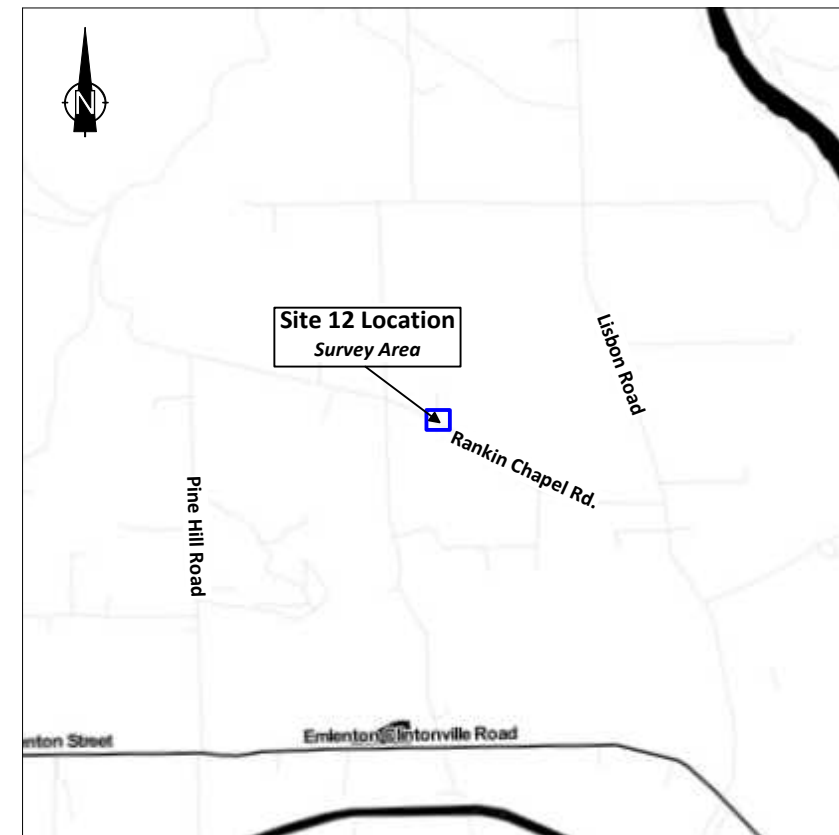 N
Site 12 Location
Survey Area
Lisbon Road
Rankin Chapel Rd.
Pine Hill Road
nton Street
Emlenton Clintonville Road